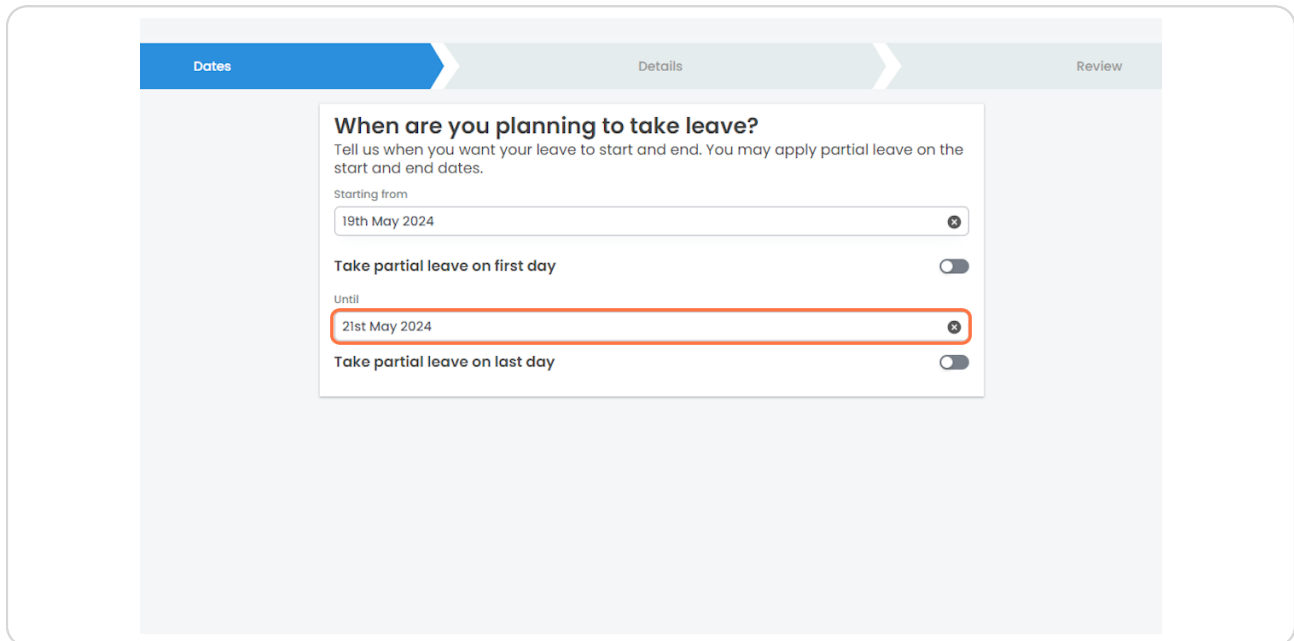 Dates
Details
Review
When are you planning to take leave?
Tell us when you want your leave to start and end. You may apply partial leave on the
start and end dates.
Starting from
19th May 2024
Take partial leave on first day
Until
21st May 2024
Take partial leave on last day